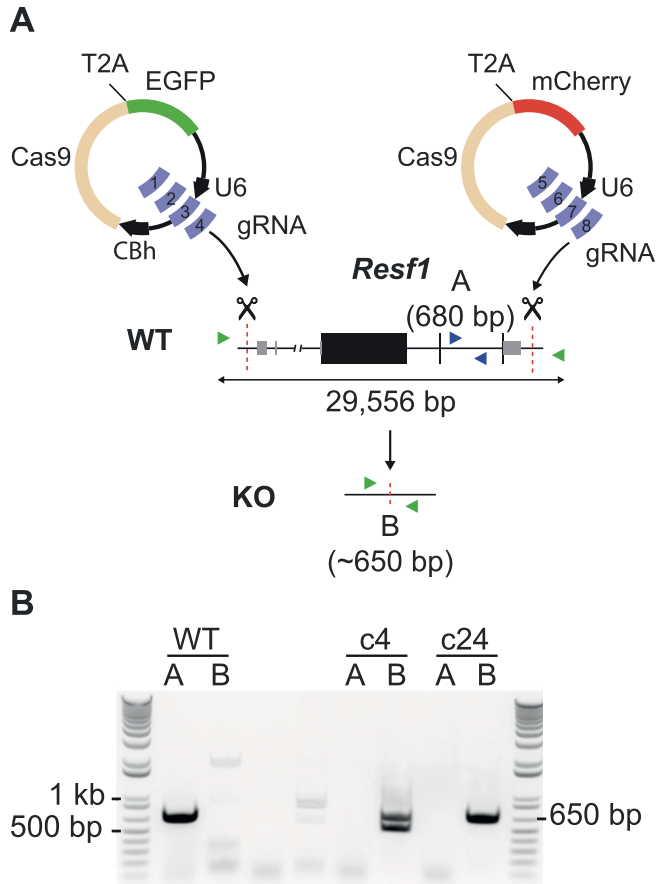 A
T2A EGFP
T2A mCherry
Cas9
Cas9
1
2
3
4
U6
5
6
7
8
U6
CBh
gRNA
gRNA
Resf1
A
(680 bp)
WT
29,556 bp
KO
B
(~650 bp)
B
WT c4 c24
A B A B A B
1 kb
500 bp
650 bp